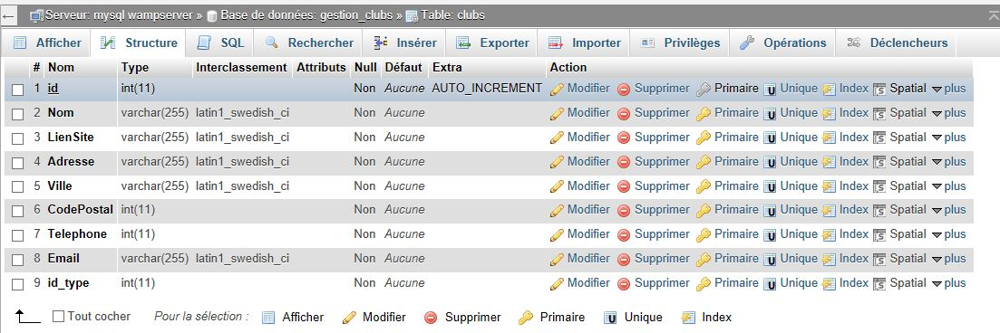 Serveur: mysql wampserver » Base de données: gestion_clubs » Table: clubs
Afficher Structure SQL Rechercher Insérer Exporter Importer Privilèges Opérations Déclencheurs
# Nom Type Interclassement Attributs Null Défaut Extra Action
1 id int(11) Non Aucune AUTO_INCREMENT Modifier Supprimer Primaire Unique Index Spatial plus
2 Nom varchar(255) latin1_swedish_ci Non Aucune Modifier Supprimer Primaire Unique Index Spatial plus
3 LienSite varchar(255) latin1_swedish_ci Non Aucune Modifier Supprimer Primaire Unique Index Spatial plus
4 Adresse varchar(255) latin1_swedish_ci Non Aucune Modifier Supprimer Primaire Unique Index Spatial plus
5 Ville varchar(255) latin1_swedish_ci Non Aucune Modifier Supprimer Primaire Unique Index Spatial plus
6 CodePostal int(11) Non Aucune Modifier Supprimer Primaire Unique Index Spatial plus
7 Telephone int(11) Non Aucune Modifier Supprimer Primaire Unique Index Spatial plus
8 Email varchar(255) latin1_swedish_ci Non Aucune Modifier Supprimer Primaire Unique Index Spatial plus
9 id_type int(11) Non Aucune Modifier Supprimer Primaire Unique Index Spatial plus
Tout cocher Pour la sélection : Afficher Modifier Supprimer Primaire Unique Index